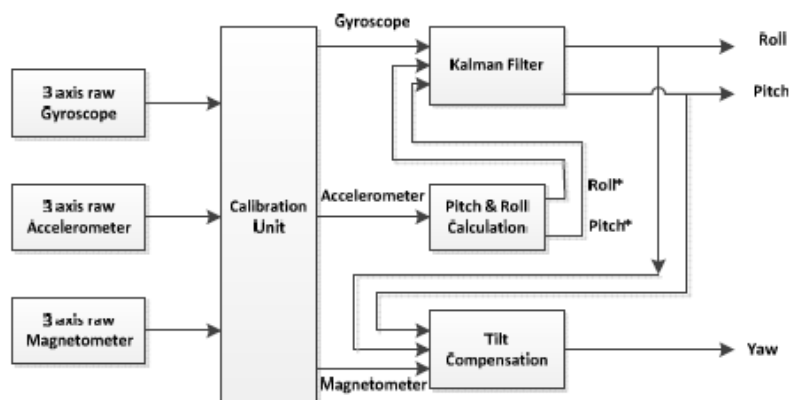 Gyroscope
Roll
Kalman Filter
Pitch
3 axis raw
Gyroscope
3 axis raw
Accelerometer
Calibration
Unit
Accelerometer
Pitch & Roll
Calculation
Roll*
Pitch*
3 axis raw
Magnetometer
Tilt
Compensation
Yaw
Magnetometer